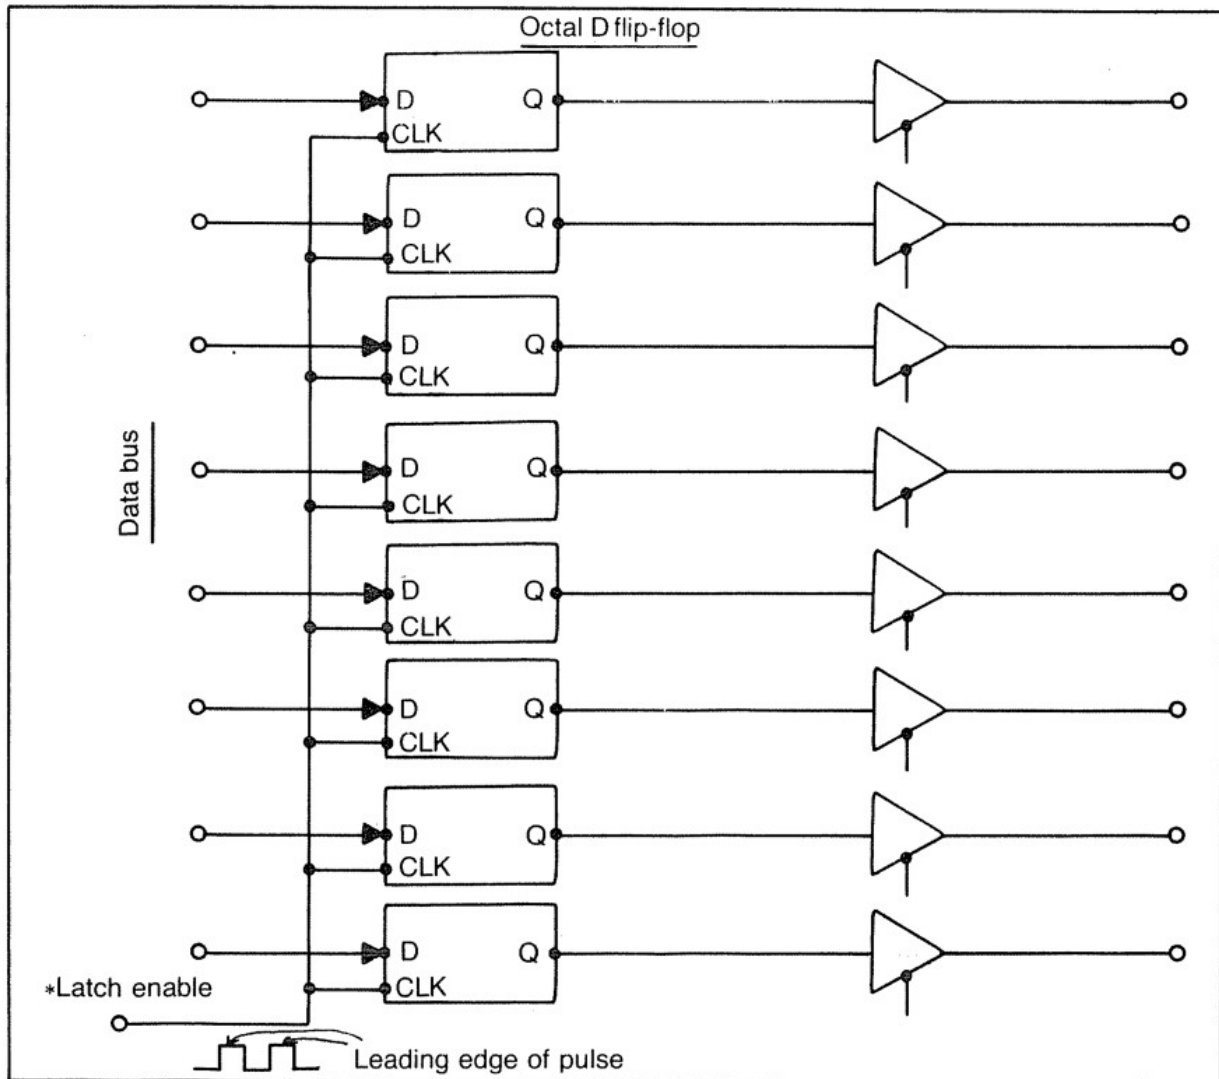 Octal D flip-flop
D Q
CLK
D Q
CLK
D Q
CLK
D Q
CLK
D Q
CLK
D Q
CLK
D Q
CLK
D Q
CLK
Data bus
*Latch enable
Leading edge of pulse